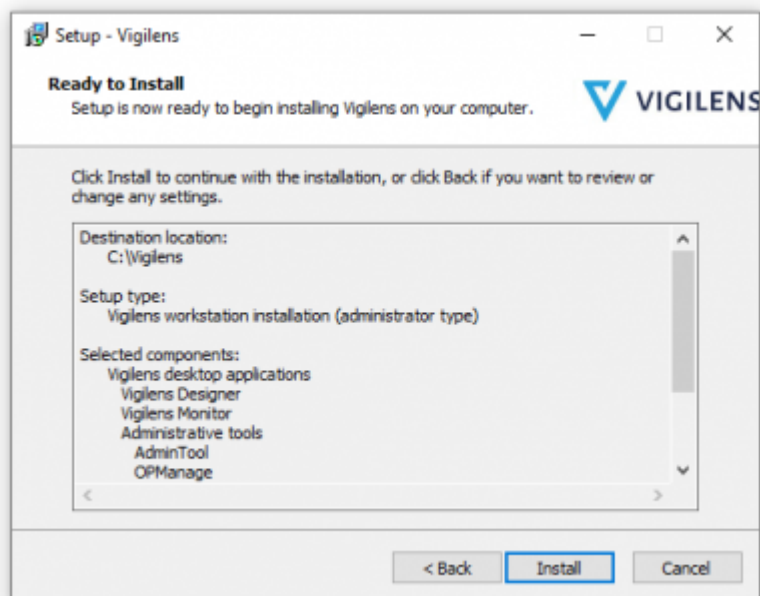 Setup - Vigilens
Ready to Install
Setup is now ready to begin installing Vigilens on your computer.
VIGILENS
Click Install to continue with the installation, or click Back if you want to review or
change any settings.
Destination location:
C:\Vigilens
Setup type:
Vigilens workstation installation (administrator type)
Selected components:
Vigilens desktop applications
Vigilens Designer
Vigilens Monitor
Administrative tools
AdminTool
OPManage
< Back
Install
Cancel